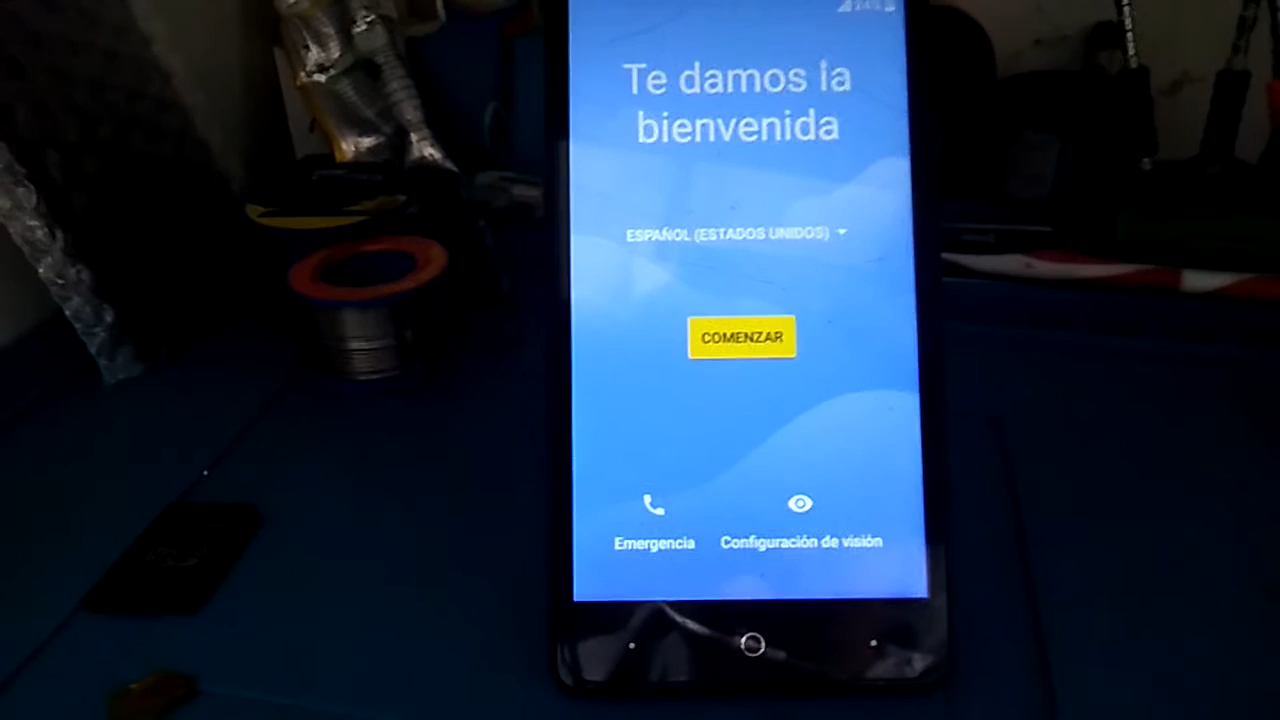 Te damos la
bienvenida
ESPAÑOL (ESTADOS UNIDOS)
COMENZAR
Emergencia
Configuración de visión